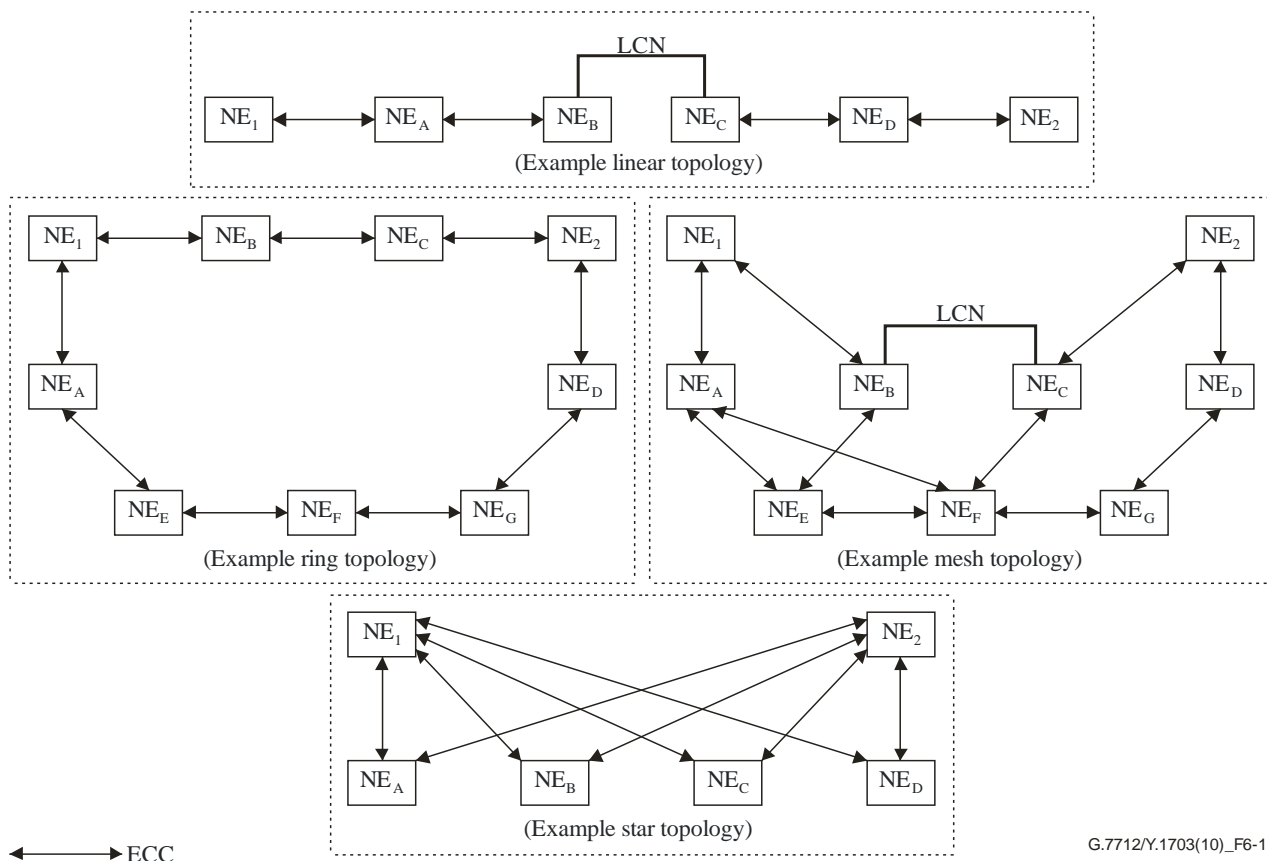 LCN
NE1 NEA NEB NEC NED NE2
(Example linear topology)
NE1 NEB NEC NE2
NEA NED
NEE NEF NEG
(Example ring topology)
NE1 NE2
LCN
NEA NEB NEC NED
NEE NEF NEG
(Example mesh topology)
NE1 NE2
NEA NEB NEC NED
(Example star topology)
ECC
G.7712/Y.1703(10)_F6-1